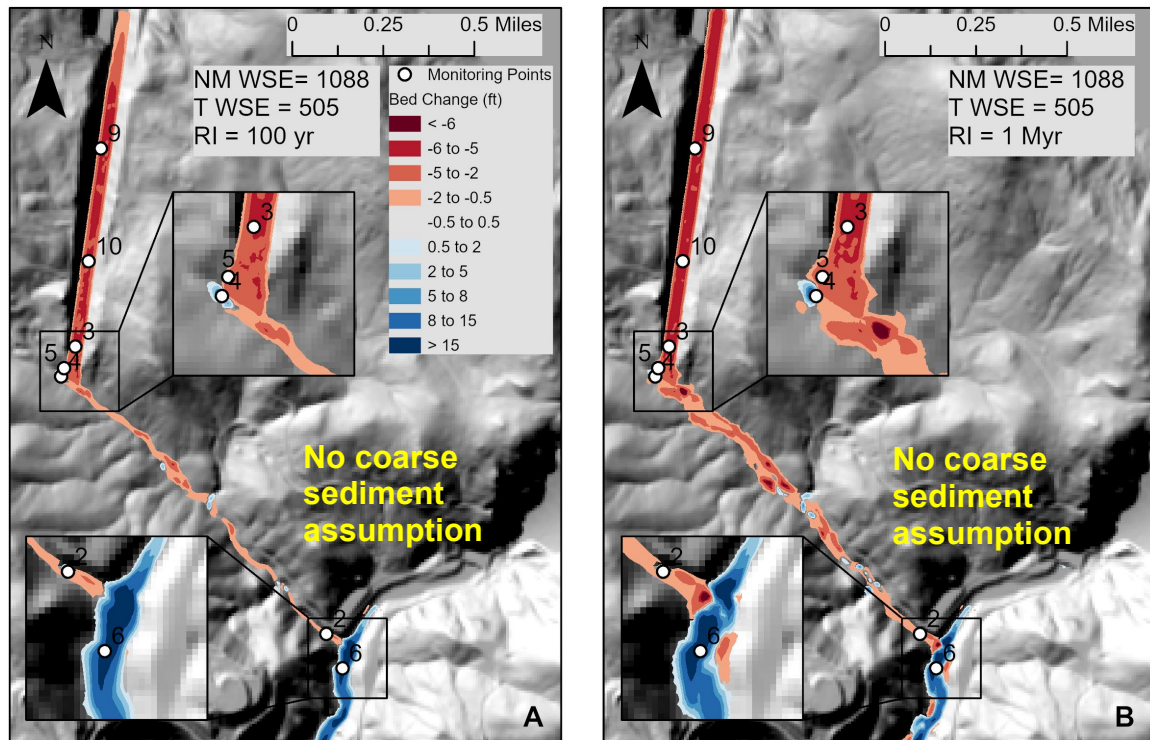 0 0.25 0.5 Miles
N
NM WSE= 1088
T WSE = 505
RI = 100 yr
Monitoring Points
Bed Change (ft)
< -6
-6 to -5
-5 to -2
-2 to -0.5
-0.5 to 0.5
0.5 to 2
2 to 5
5 to 8
8 to 15
> 15
9
10
3
5
4
3
5
4
No coarse
sediment
assumption
2
6
2
6
A
0 0.25 0.5 Miles
N
NM WSE= 1088
T WSE = 505
RI = 1 Myr
9
10
3
5
4
3
5
4
No coarse
sediment
assumption
2
6
2
6
B